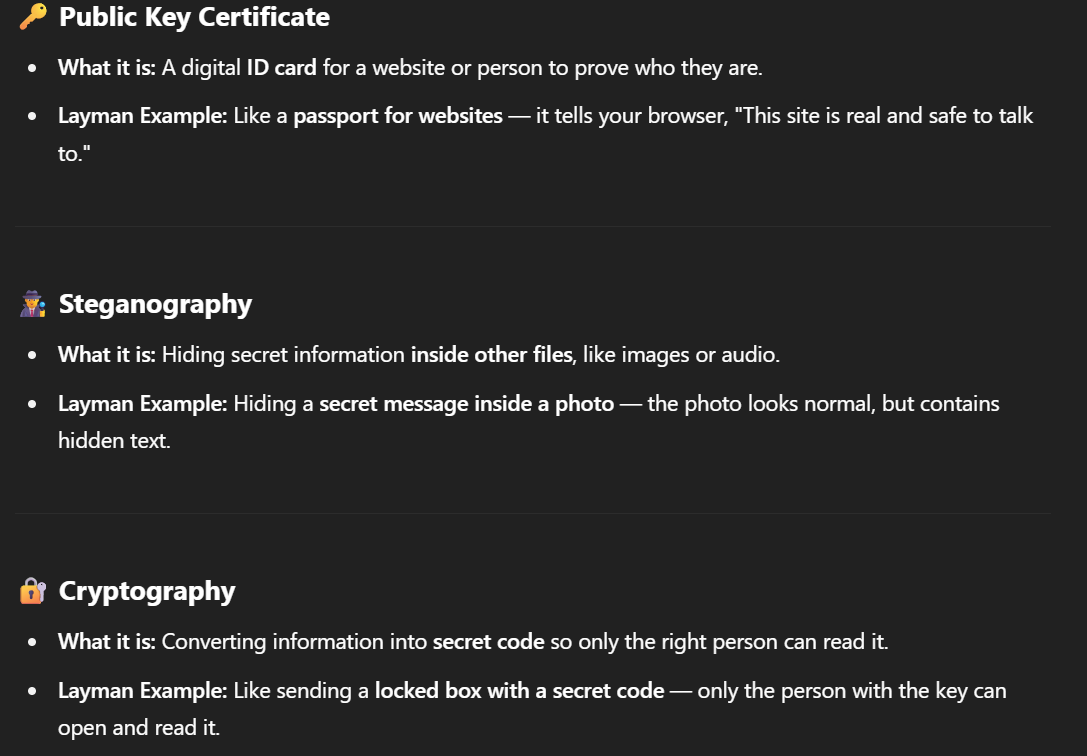 🔑 Public Key Certificate
• What it is: A digital ID card for a website or person to prove who they are.
• Layman Example: Like a passport for websites — it tells your browser, "This site is real and safe to talk
to."
🕵️ Steganography
• What it is: Hiding secret information inside other files, like images or audio.
• Layman Example: Hiding a secret message inside a photo — the photo looks normal, but contains
hidden text.
🔐 Cryptography
• What it is: Converting information into secret code so only the right person can read it.
• Layman Example: Like sending a locked box with a secret code — only the person with the key can
open and read it.